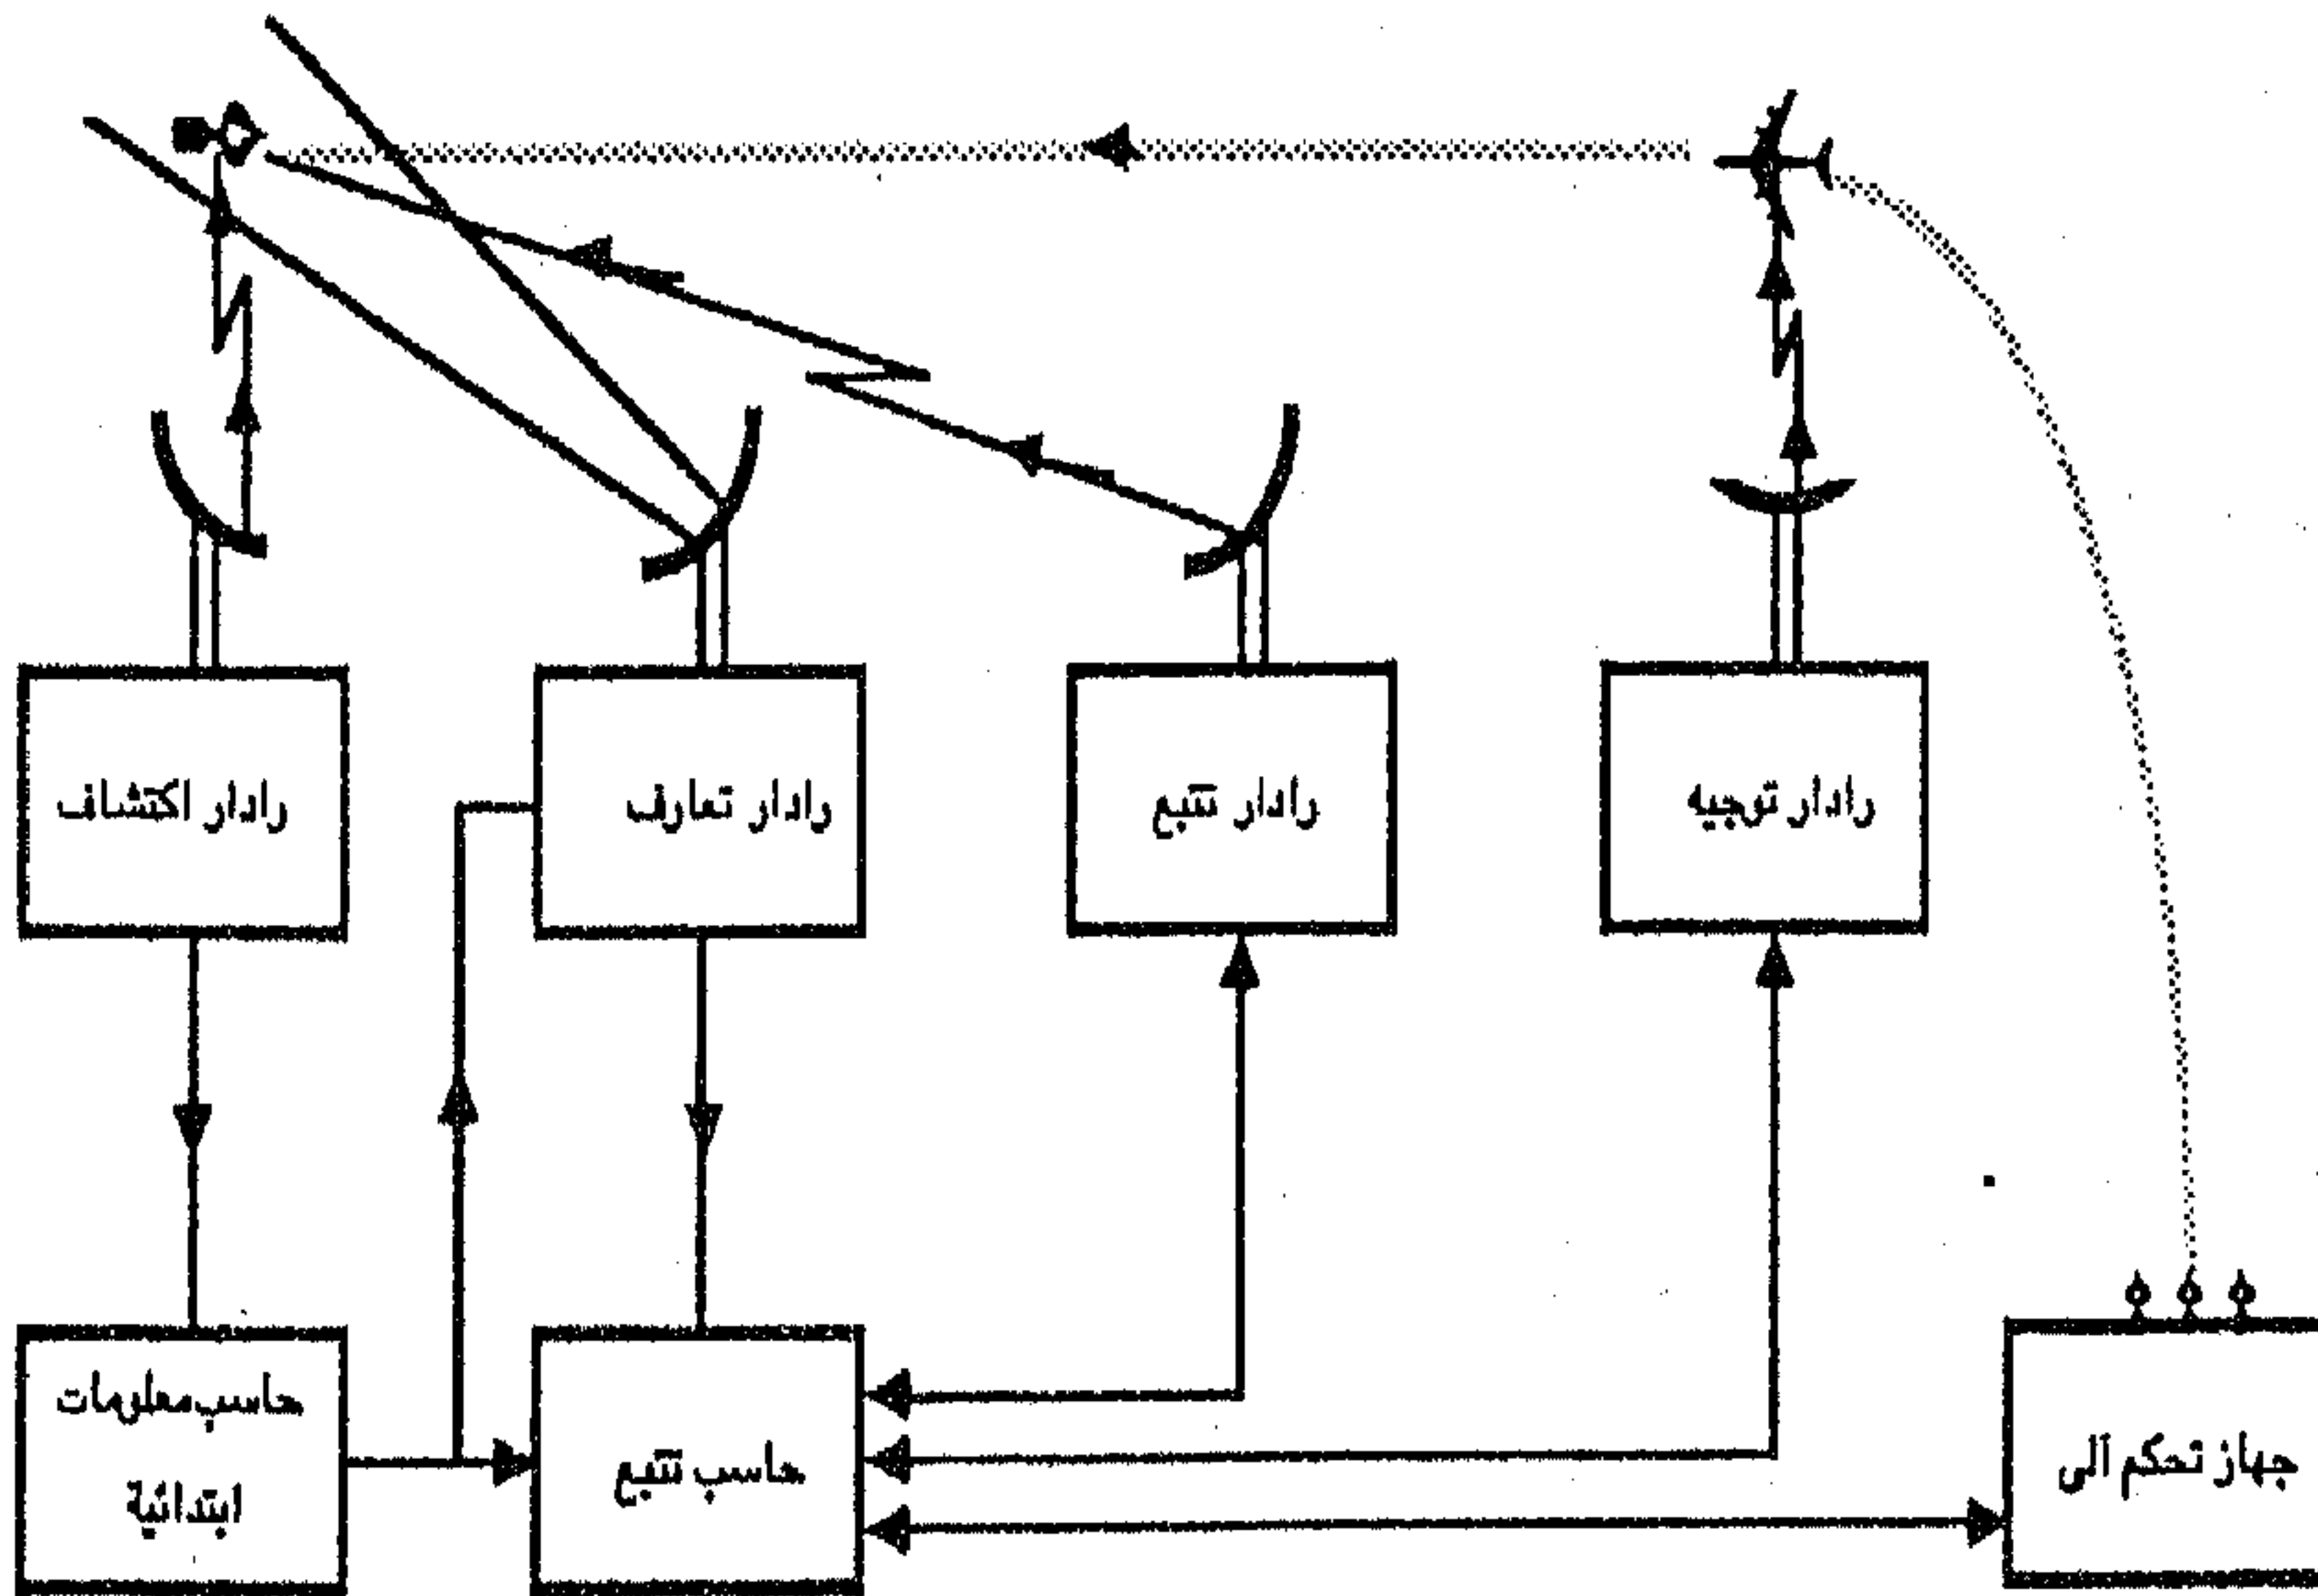 رادار توجيه
رادار تتبع
رادار تعارف
رادار اكتشاف
جهاز تحكم آلى
حاسب تتبع
حاسب معلومات
ابتدائية